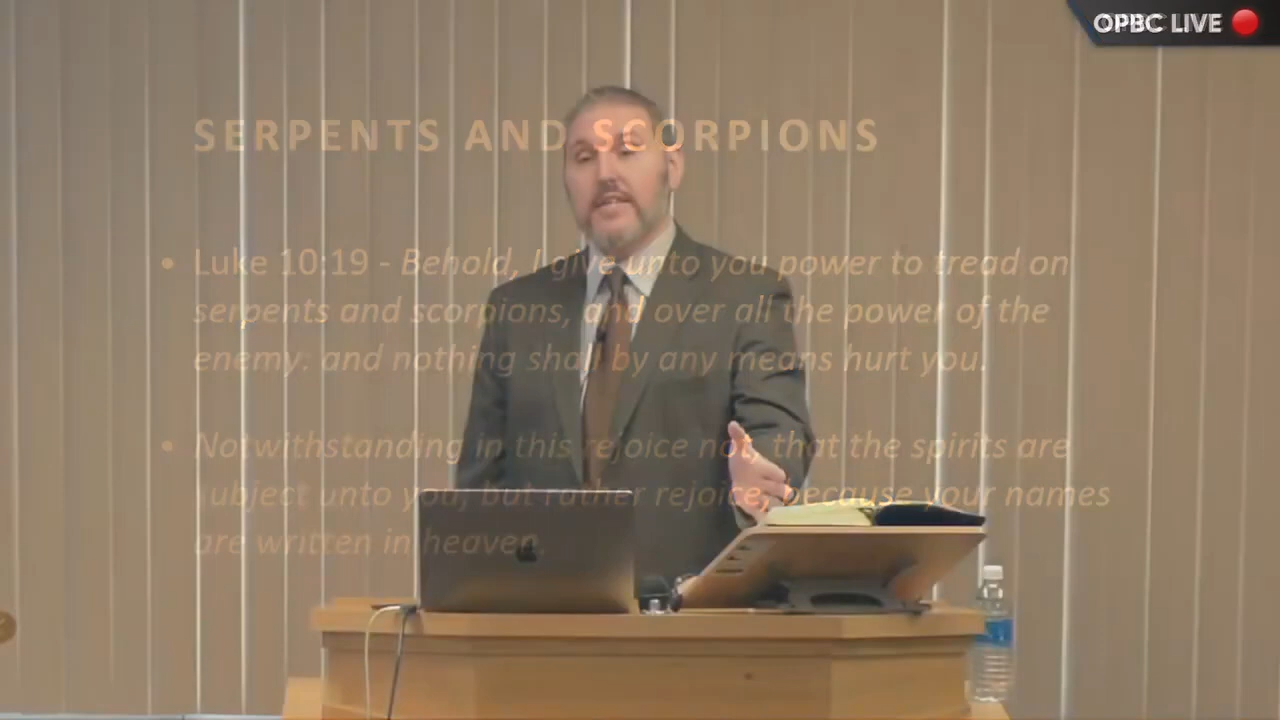 OPBC LIVE
SERPENTS AND SCORPIONS
• Luke 10:19 - Behold, I give unto you power to tread on
serpents and scorpions, and over all the power of the
enemy: and nothing shall by any means hurt you.
• Notwithstanding in this rejoice not, that the spirits are
subject unto you, but rather rejoice, because your names
are written in heaven.